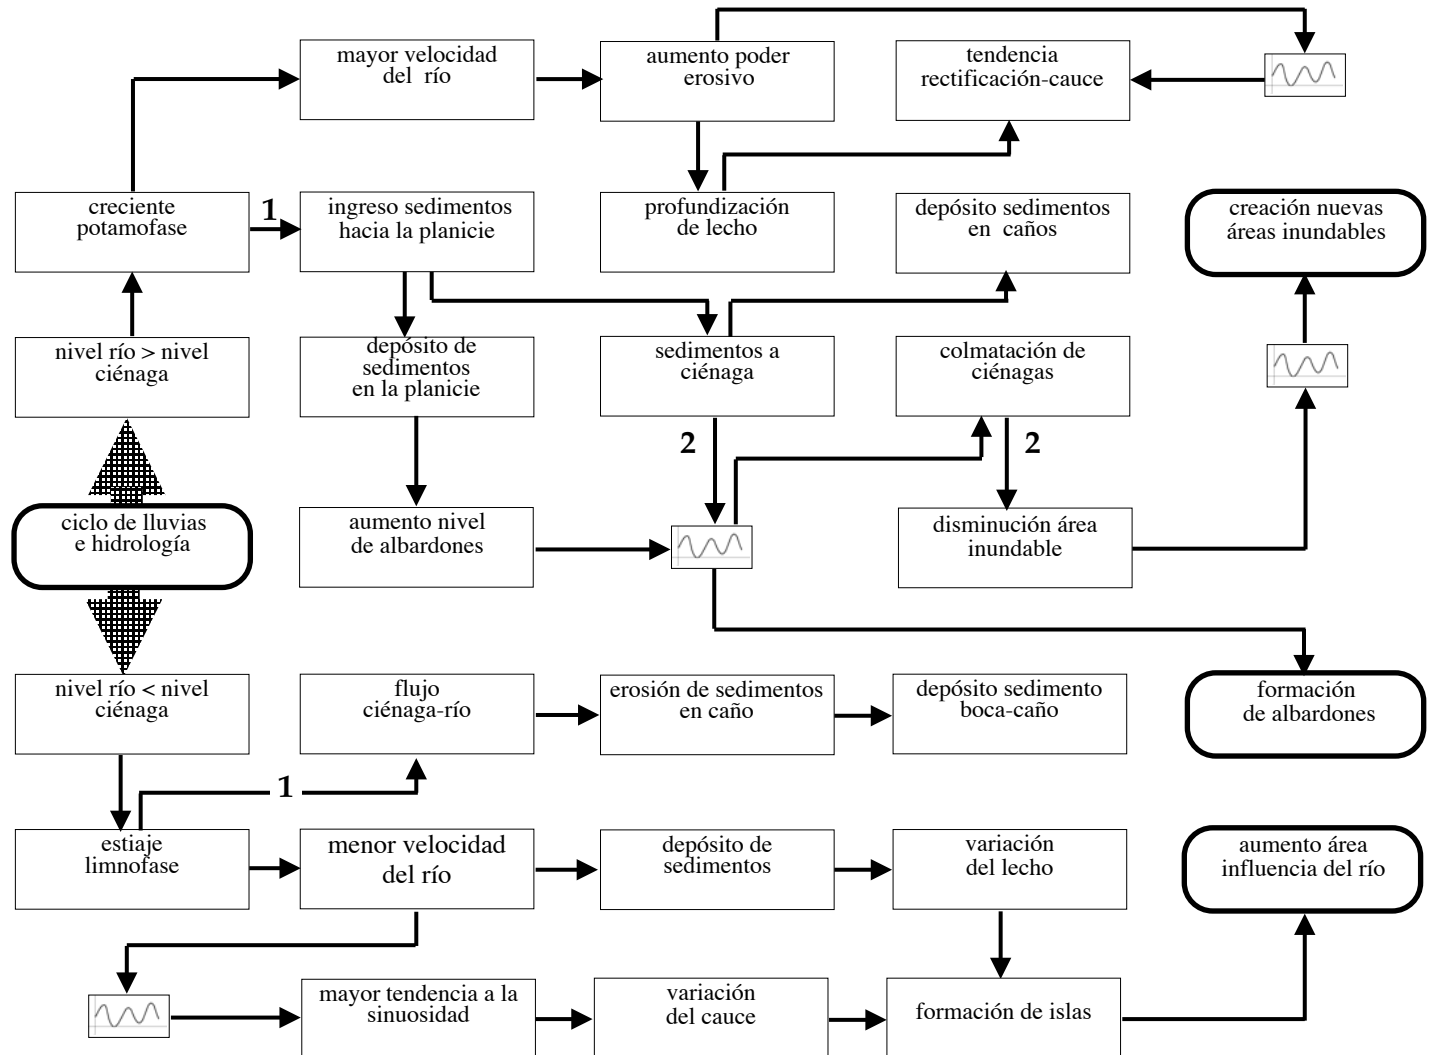 mayor velocidad
del río
aumento poder
erosivo
tendencia
rectificación-cauce
creciente
potamofase
1
ingreso sedimentos
hacia la planicie
profundización
de lecho
depósito sedimentos
en caños
creación nuevas
áreas inundables
nivel río > nivel
ciénaga
depósito de
sedimentos
en la planicie
sedimentos a
ciénaga
colmatación de
ciénagas
2
2
ciclo de lluvias
e hidrología
aumento nivel
de albardones
disminución área
inundable
nivel río < nivel
ciénaga
flujo
ciénaga-río
erosión de sedimentos
en caño
depósito sedimento
boca-caño
formación
de albardones
1
estiaje
limnofase
menor velocidad
del río
depósito de
sedimentos
variación
del lecho
aumento área
influencia del río
mayor tendencia a la
sinuosidad
variación
del cauce
formación de islas